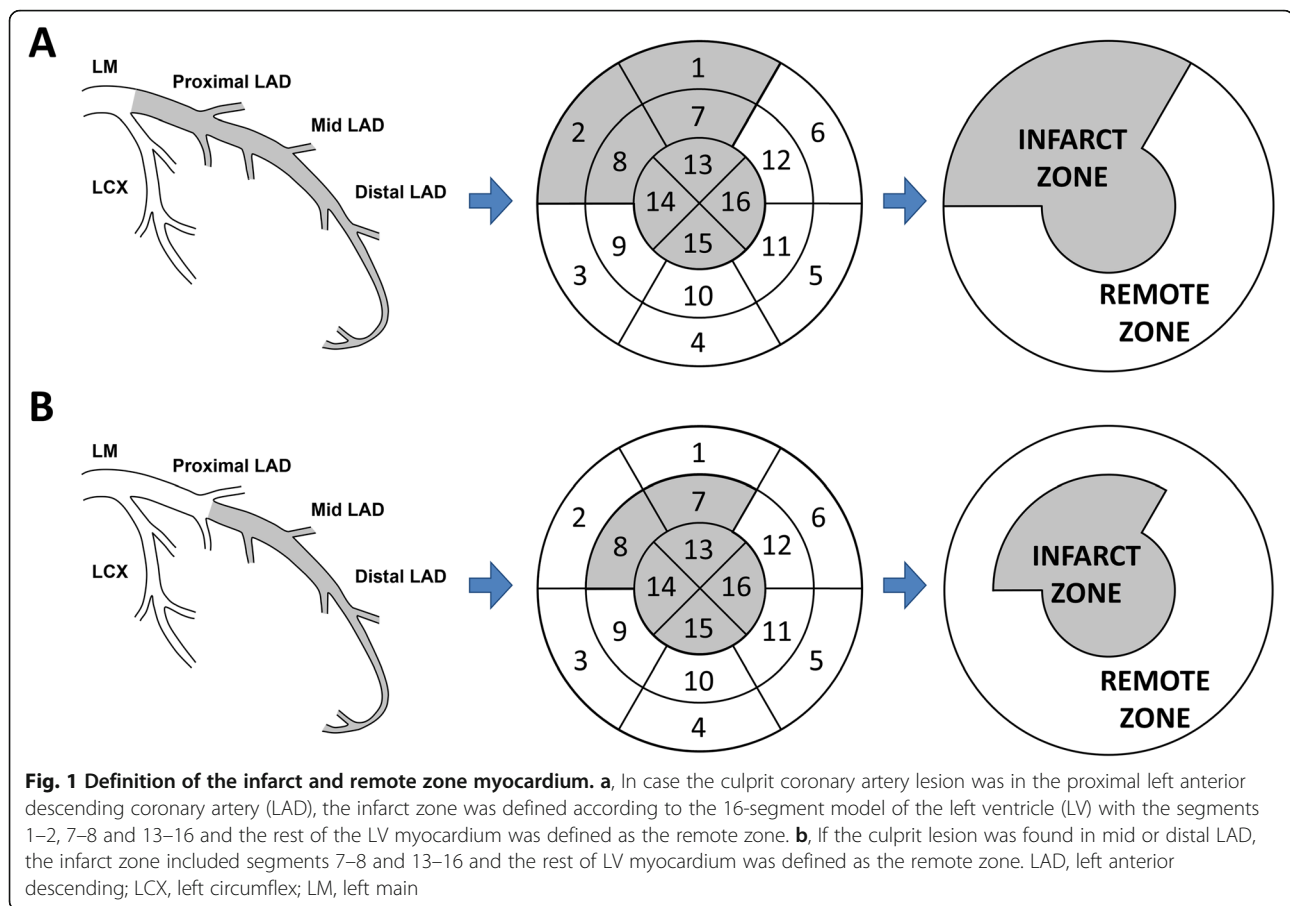 A
LM
Proximal LAD
Mid LAD
LCX
Distal LAD
1
2
6
7
8
12
13
14
16
15
9
11
3
10
5
4
INFARCT
ZONE
REMOTE
ZONE
B
LM
Proximal LAD
Mid LAD
LCX
Distal LAD
1
2
6
7
8
12
13
14
16
15
9
11
3
10
5
4
INFARCT
ZONE
REMOTE
ZONE
Fig. 1 Definition of the infarct and remote zone myocardium. a, In case the culprit coronary artery lesion was in the proximal left anterior
descending coronary artery (LAD), the infarct zone was defined according to the 16-segment model of the left ventricle (LV) with the segments
1–2, 7–8 and 13–16 and the rest of the LV myocardium was defined as the remote zone. b, If the culprit lesion was found in mid or distal LAD,
the infarct zone included segments 7–8 and 13–16 and the rest of LV myocardium was defined as the remote zone. LAD, left anterior
descending; LCX, left circumflex; LM, left main